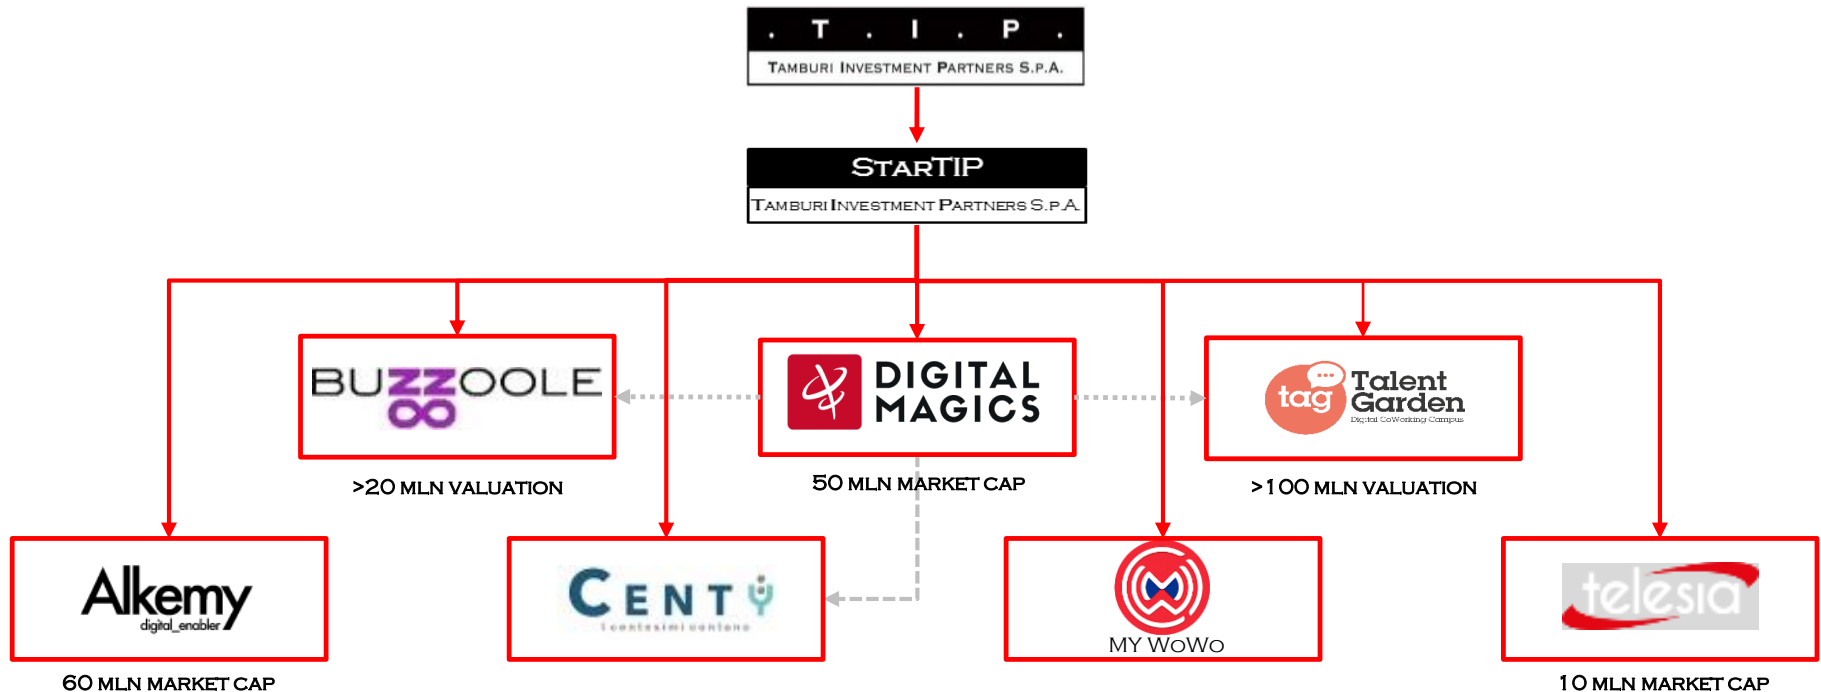 . T . I . P .
TAMBURI INVESTMENT PARTNERS S.P.A.
STARTIP
TAMBURI INVESTMENT PARTNERS S.P.A.
BUZZOOLE
DIGITAL
MAGICS
tag
Talent
Garden
Digital CoWorking Campus
>20 MLN VALUATION
50 MLN MARKET CAP
>100 MLN VALUATION
Alkemy
digital_enabler
CENTY
i centesimi contano
MY WOWO
telesia
60 MLN MARKET CAP
10 MLN MARKET CAP